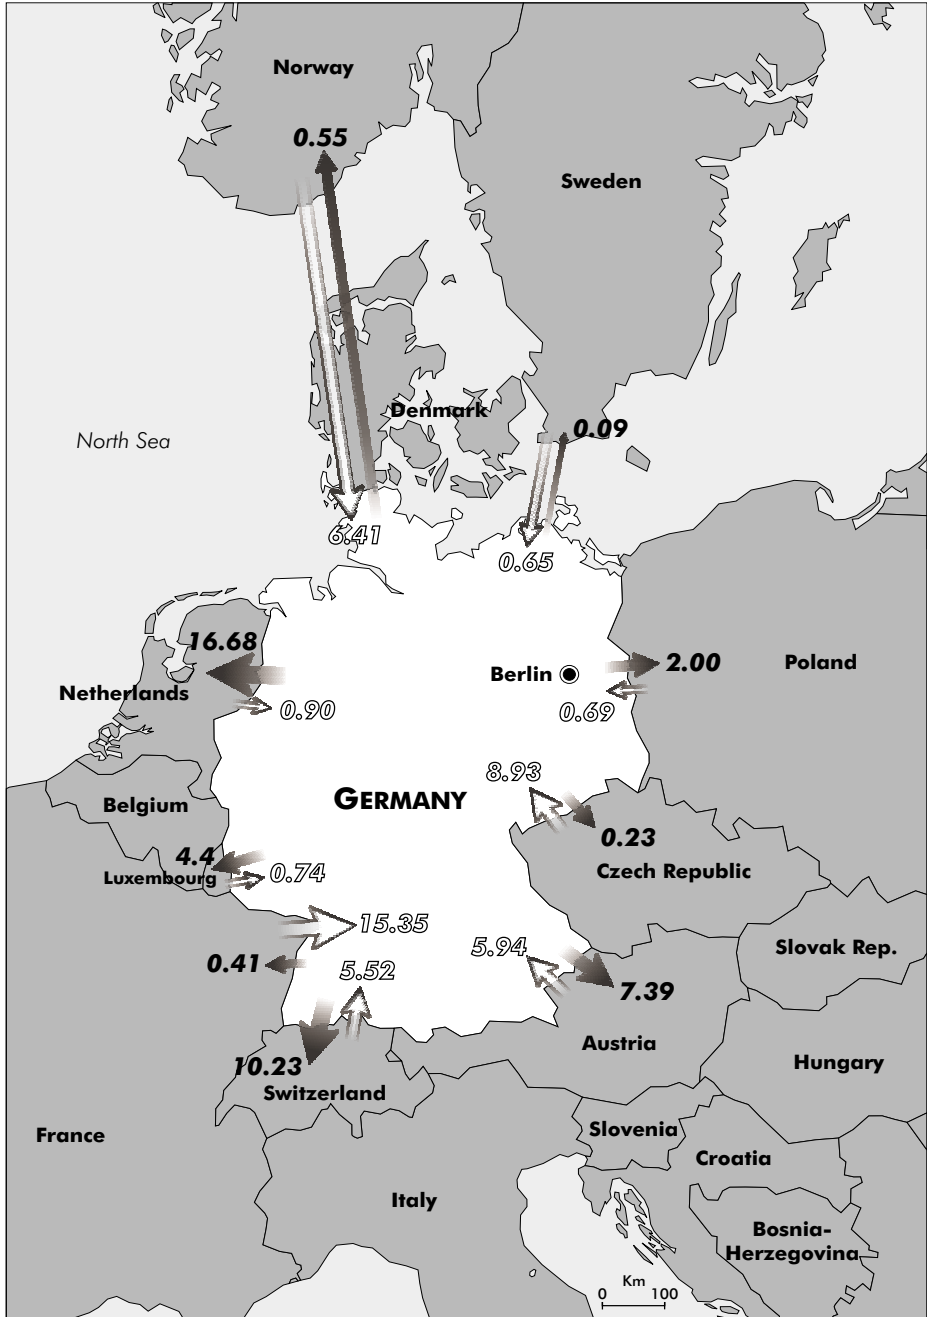 Norway
0.55
Sweden
Denmark
North Sea
0.09
6.41
0.65
16.68
Netherlands
0.90
Berlin
2.00
Poland
0.69
8.93
GERMANY
Belgium
0.23
Czech Republic
4.4
Luxembourg
0.74
15.35
0.41
5.52
5.94
7.39
Slovak Rep.
Austria
10.23
Switzerland
Hungary
France
Slovenia
Croatia
Italy
Bosnia-
Herzegovina
Km
0 100